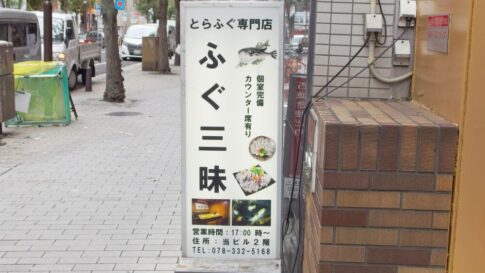 とらふぐ専門店
ふぐ三昧
個室完備
カウンター席有り
営業時間：17:00 時〜
住所：当ビル２階
TEL:078-332-5168